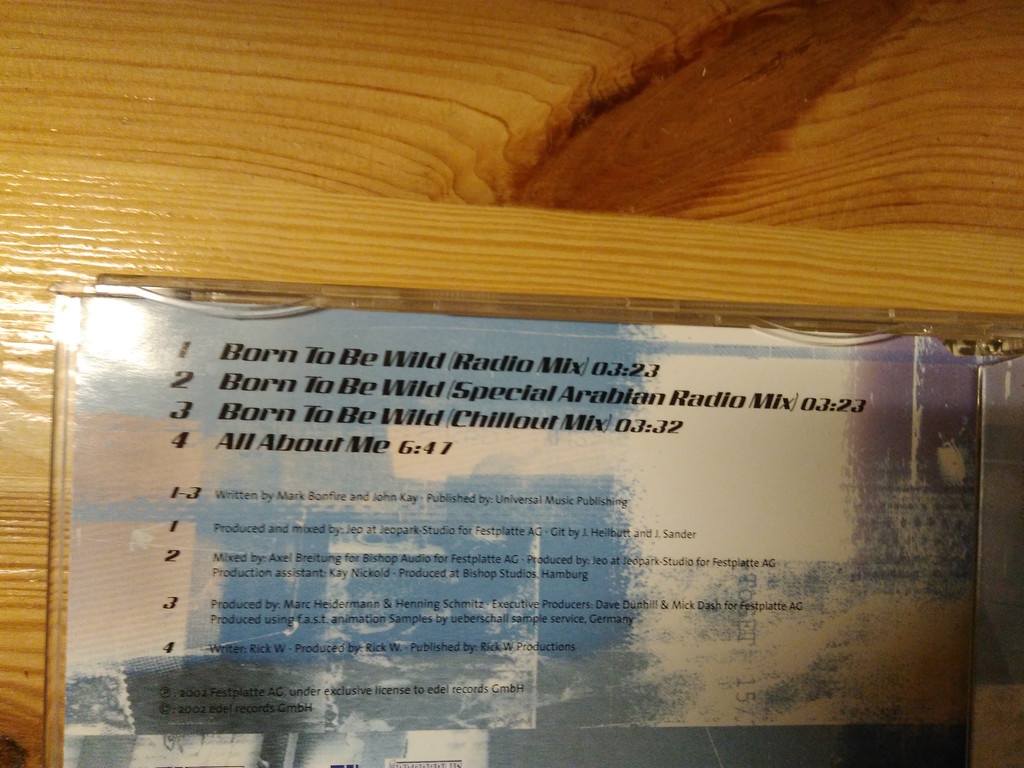 1 Born To Be Wild (Radio Mix) 03:23
2 Born To Be Wild (Special Arabian Radio Mix) 03:23
3 Born To Be Wild (Chillout Mix) 03:32
4 All About Me 6:47
1-3 Written by Mark Bonfire and John Kay · Published by: Universal Music Publishing
1 Produced and mixed by: Jeo at Jeopark-Studio for Festplatte AG · Git by J. Heilbutt and J. Sander
2 Mixed by: Axel Breitung for Bishop Audio for Festplatte AG · Produced by: Jeo at Jeopark-Studio for Festplatte AG
Production assistant: Kay Nickold · Produced at Bishop Studios, Hamburg
3 Produced by: Marc Heidermann & Henning Schmitz · Executive Producers: Dave Dunhill & Mick Dash for Festplatte AG
Produced using f.a.s.t. animation Samples by ueberschall sample service, Germany
4 Writer: Rick W · Produced by: Rick W. · Published by: Rick W Productions
℗ : 2002 Festplatte AG, under exclusive license to edel records GmbH
© : 2002 edel records GmbH